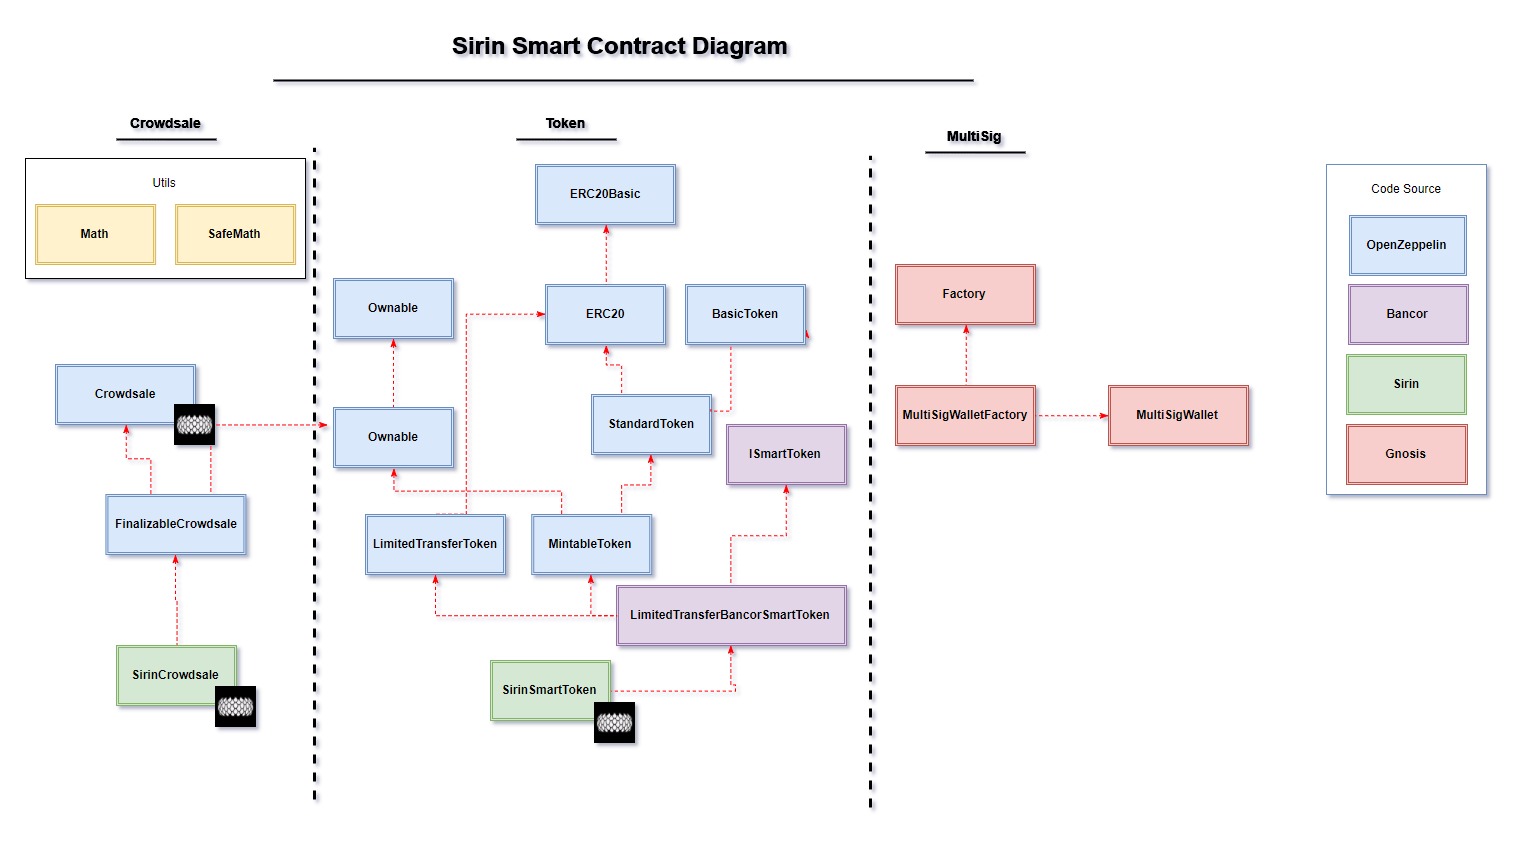 Sirin Smart Contract Diagram
Crowdsale
Utils
Math
SafeMath
Crowdsale
FinalizableCrowdsale
SirinCrowdsale
Token
ERC20Basic
Ownable
ERC20
BasicToken
Ownable
StandardToken
ISmartToken
LimitedTransferToken
MintableToken
LimitedTransferBancorSmartToken
SirinSmartToken
MultiSig
Factory
MultiSigWalletFactory
MultiSigWallet
Code Source
OpenZeppelin
Bancor
Sirin
Gnosis